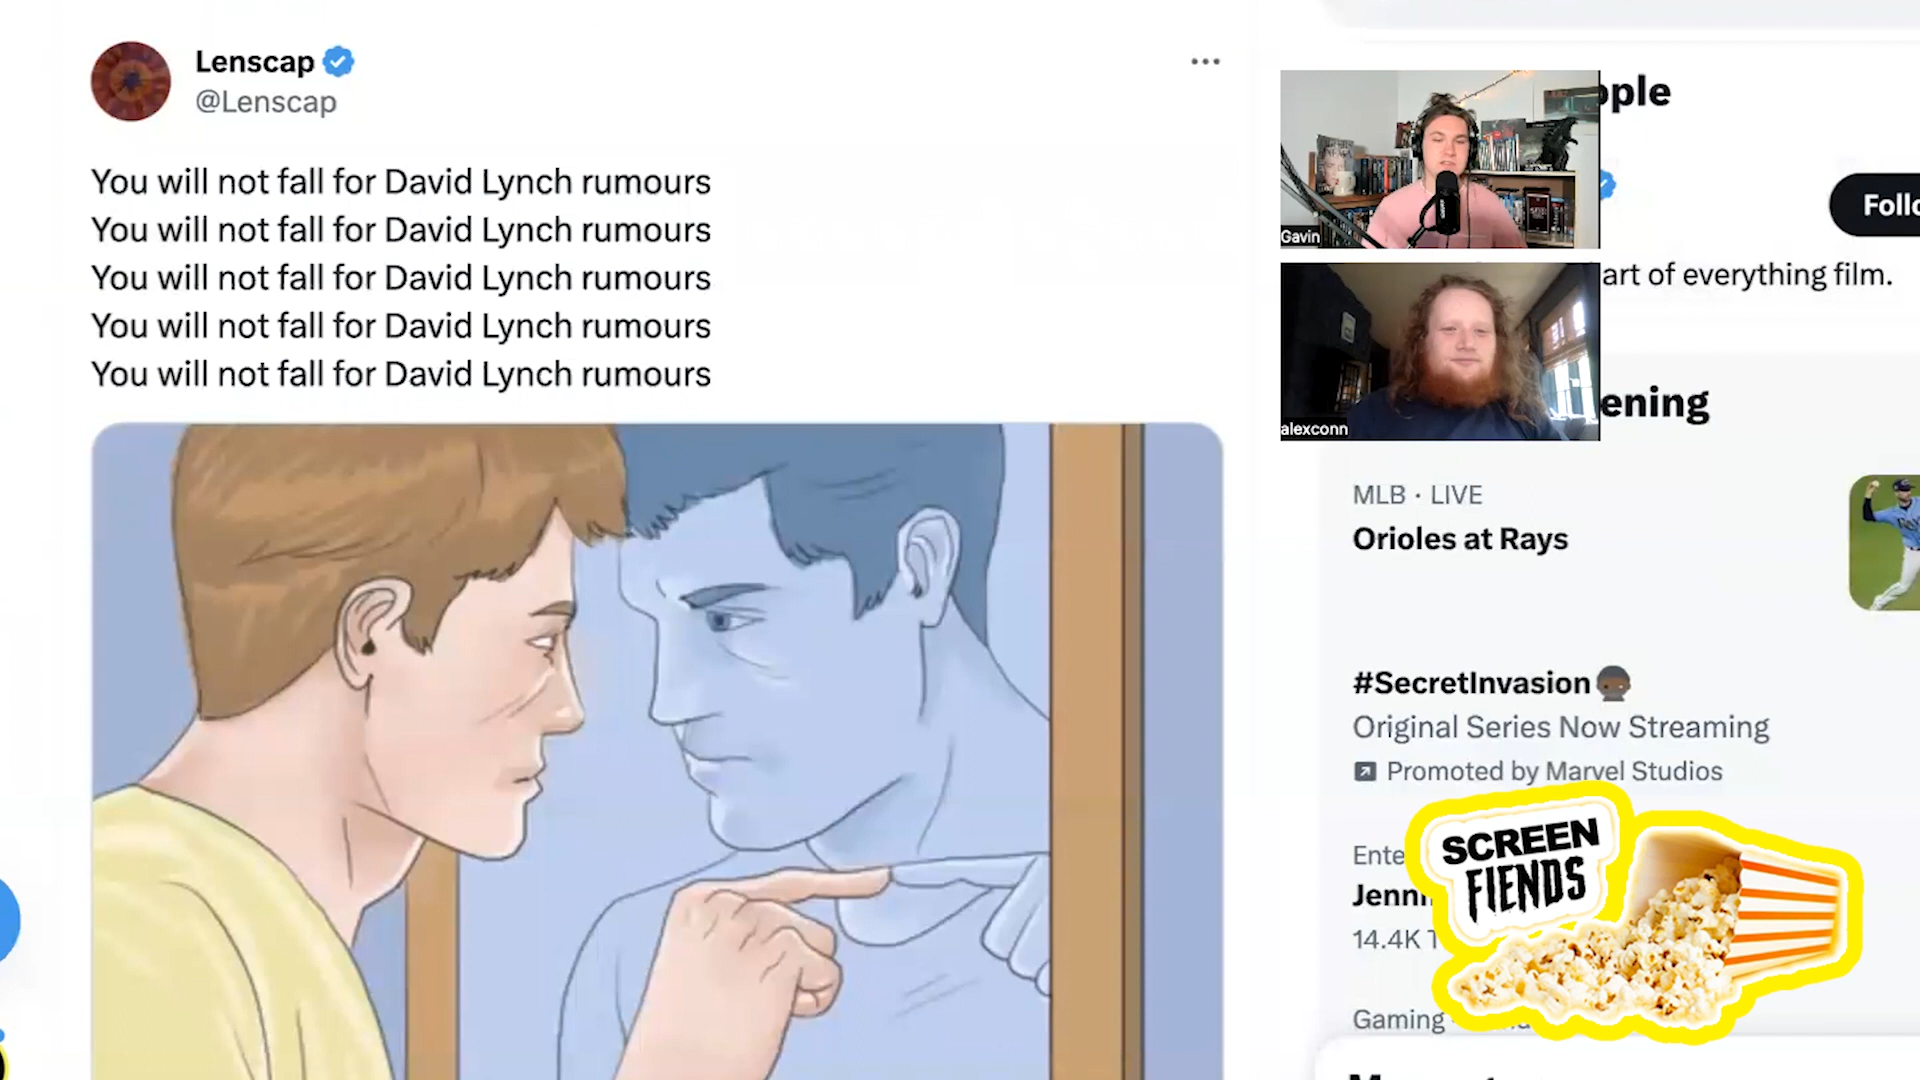 Lenscap
@Lenscap
You will not fall for David Lynch rumours
You will not fall for David Lynch rumours
You will not fall for David Lynch rumours
You will not fall for David Lynch rumours
You will not fall for David Lynch rumours
Gavin
alexconn
ople
Follo
art of everything film.
ening
MLB · LIVE
Orioles at Rays
#SecretInvasion
Original Series Now Streaming
Promoted by Marvel Studios
Ente
Jenni
14.4K T
Gaming
SCREEN
FIENDS